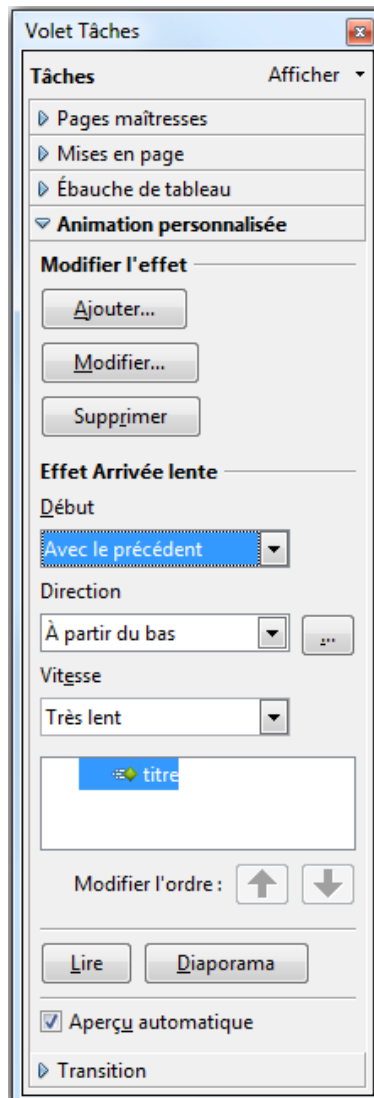 Volet Tâches
Tâches Afficher
Pages maîtresses
Mises en page
Ébauche de tableau
Animation personnalisée
Modifier l'effet
Ajouter...
Modifier...
Supprimer
Effet Arrivée lente
Début
Avec le précédent
Direction
À partir du bas ...
Vitesse
Très lent
titre
Modifier l'ordre :
Lire Diaporama
Aperçu automatique
Transition